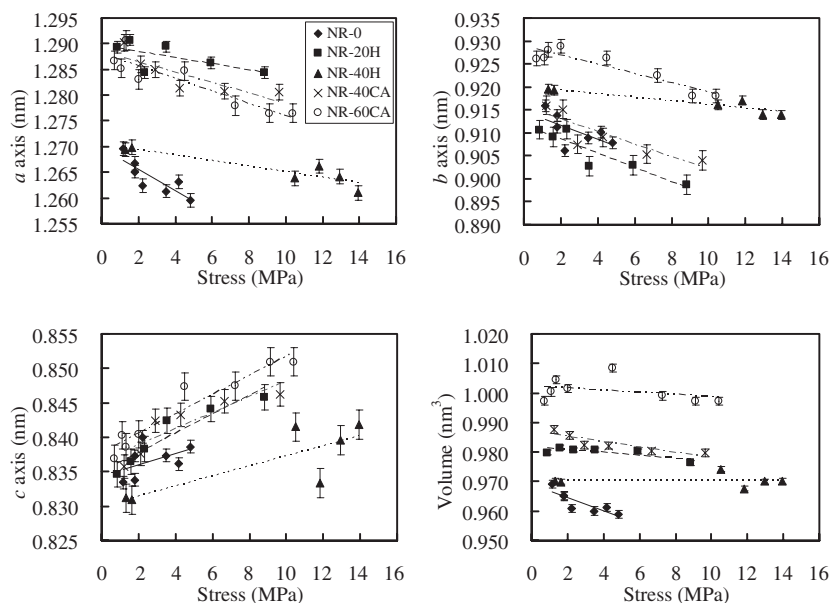 1.295
1.290
1.285
1.280
1.275
1.270
1.265
1.260
1.255
a axis (nm)
0 2 4 6 8 10 12 14 16
Stress (MPa)
NR-0
NR-20H
NR-40H
NR-40CA
NR-60CA
0.935
0.930
0.925
0.920
0.915
0.910
0.905
0.900
0.895
0.890
b axis (nm)
0 2 4 6 8 10 12 14 16
Stress (MPa)
0.855
0.850
0.845
0.840
0.835
0.830
0.825
c axis (nm)
0 2 4 6 8 10 12 14 16
Stress (MPa)
1.020
1.010
1.000
0.990
0.980
0.970
0.960
0.950
Volume (nm³)
0 2 4 6 8 10 12 14 16
Stress (MPa)